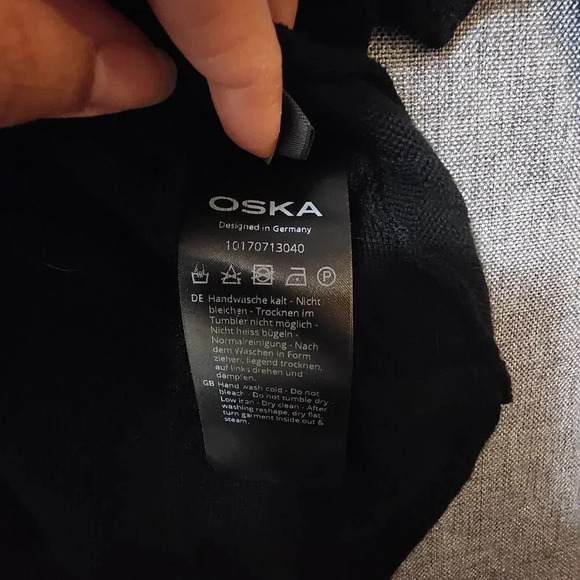 OSKA
Designed in Germany
10170713040
P
DE Handwäsche kalt - Nicht
bleichen - Trocknen im
Tumbler nicht möglich -
Nicht heiss bügeln -
Normalreinigung - Nach
dem Waschen in Form
ziehen, liegend trocknen,
auf links drehen und
dämpfen.
GB Hand wash cold - Do not
bleach - Do not tumble dry -
Low iron - Dry clean - After
washing reshape, dry flat,
turn garment inside out &
steam.